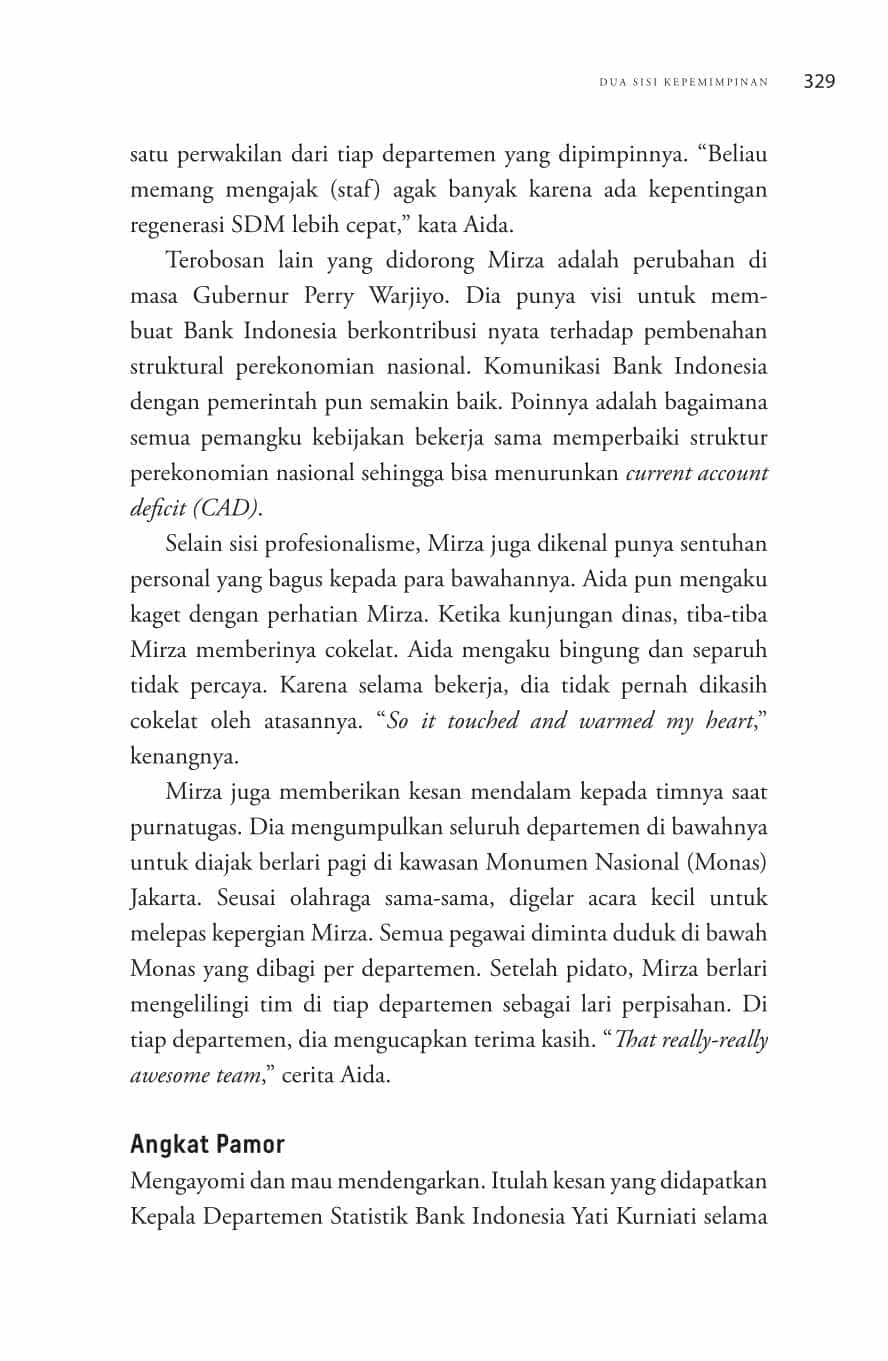 DUA SISI KEPEMIMPINAN 329
satu perwakilan dari tiap departemen yang dipimpinnya. “Beliau
memang mengajak (staf) agak banyak karena ada kepentingan
regenerasi SDM lebih cepat,” kata Aida.
Terobosan lain yang didorong Mirza adalah perubahan di
masa Gubernur Perry Warjiyo. Dia punya visi untuk mem-
buat Bank Indonesia berkontribusi nyata terhadap pembenahan
struktural perekonomian nasional. Komunikasi Bank Indonesia
dengan pemerintah pun semakin baik. Poinnya adalah bagaimana
semua pemangku kebijakan bekerja sama memperbaiki struktur
perekonomian nasional sehingga bisa menurunkan current account
deficit (CAD).
Selain sisi profesionalisme, Mirza juga dikenal punya sentuhan
personal yang bagus kepada para bawahannya. Aida pun mengaku
kaget dengan perhatian Mirza. Ketika kunjungan dinas, tiba-tiba
Mirza memberinya cokelat. Aida mengaku bingung dan separuh
tidak percaya. Karena selama bekerja, dia tidak pernah dikasih
cokelat oleh atasannya. “So it touched and warmed my heart,”
kenangnya.
Mirza juga memberikan kesan mendalam kepada timnya saat
purnatugas. Dia mengumpulkan seluruh departemen di bawahnya
untuk diajak berlari pagi di kawasan Monumen Nasional (Monas)
Jakarta. Seusai olahraga sama-sama, digelar acara kecil untuk
melepas kepergian Mirza. Semua pegawai diminta duduk di bawah
Monas yang dibagi per departemen. Setelah pidato, Mirza berlari
mengelilingi tim di tiap departemen sebagai lari perpisahan. Di
tiap departemen, dia mengucapkan terima kasih. “That really-really
awesome team,” cerita Aida.
Angkat Pamor
Mengayomi dan mau mendengarkan. Itulah kesan yang didapatkan
Kepala Departemen Statistik Bank Indonesia Yati Kurniati selama